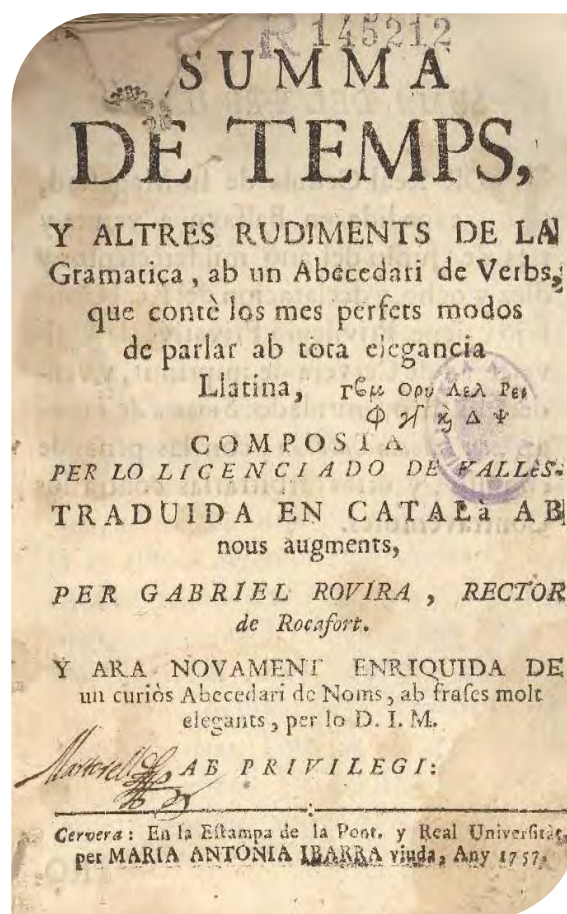 R 145212
SUMMA
DE TEMPS,
Y ALTRES RUDIMENTS DE LA
Gramatica, ab un Abecedari de Verbs,
que contè los mes perfets modos
de parlar ab tota elegancia
Llatina,
COMPOSTA
PER LO LICENCIADO DE VALLès.
TRADUIDA EN CATALà AB
nous augments,
PER GABRIEL ROVIRA, RECTOR
de Rocafort.
Y ARA NOVAMENT ENRIQUIDA DE
un curiòs Abecedari de Noms, ab frases molt
elegants, per lo D. I. M.
AB PRIVILEGI:
Cervera: En la Estampa de la Pont. y Real Universitàt,
per MARIA ANTONIA IBARRA viuda, Any 1757.